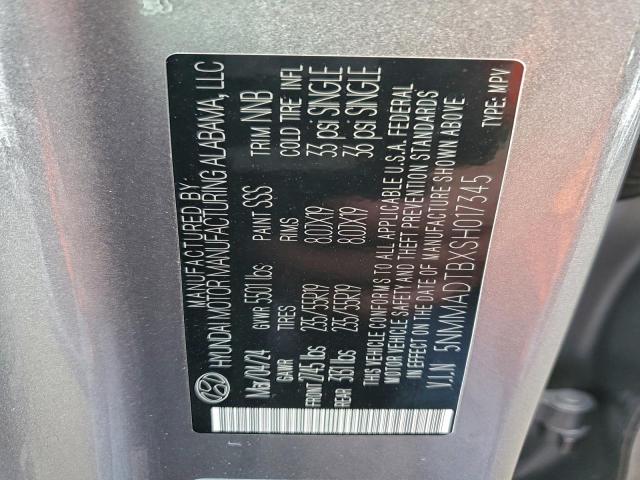 MANUFACTURED BY
HYUNDAI MOTOR MANUFACTURING ALABAMA, LLC
Mar/04/24 GVWR 5501 lbs PAINT SSS TRIM NNB
GAWR TIRES RIMS COLD TIRE INFL
FRONT 2745 lbs 235/55R19 8.0JX19 33 psi SINGLE
REAR 3131 lbs 235/55R19 8.0JX19 36 psi SINGLE
THIS VEHICLE CONFORMS TO ALL APPLICABLE U.S.A. FEDERAL
MOTOR VEHICLE SAFETY AND THEFT PREVENTION STANDARDS
IN EFFECT ON THE DATE OF MANUFACTURE SHOWN ABOVE
V.I.N 5NMMADTBXSH017345 TYPE: MPV